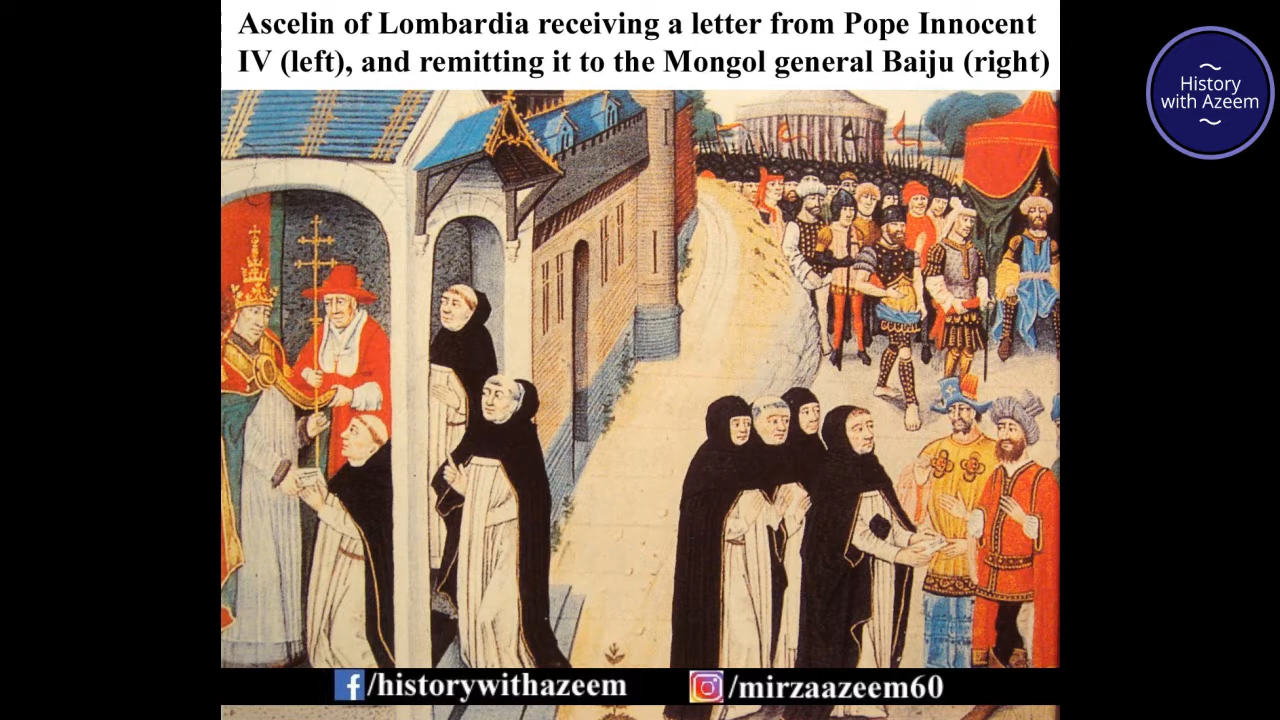 Ascelin of Lombardia receiving a letter from Pope Innocent
IV (left), and remitting it to the Mongol general Baiju (right)
History
with Azeem
/historywithazeem
/mirzaazeem60